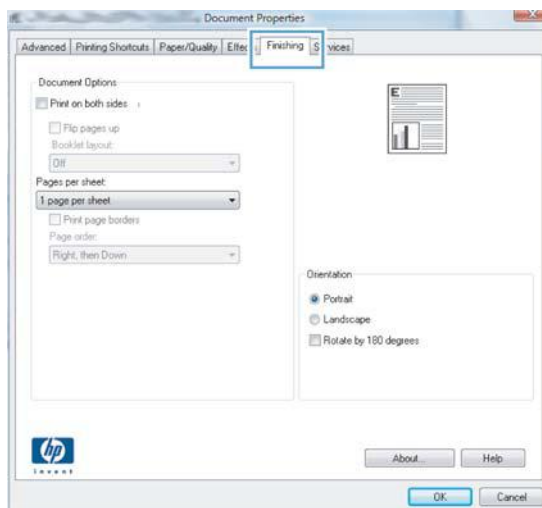 Document Properties
Advanced Printing Shortcuts Paper/Quality Finishing
Document Options
Print on both sides
Flip pages up
Booklet layout:
Off
Pages per sheet:
1 page per sheet
Print page borders
Page order:
Right, then Down
E
Orientation
Portrait
Landscape
Rotate by 180 degrees
hp
invent
About... Help
OK Cancel